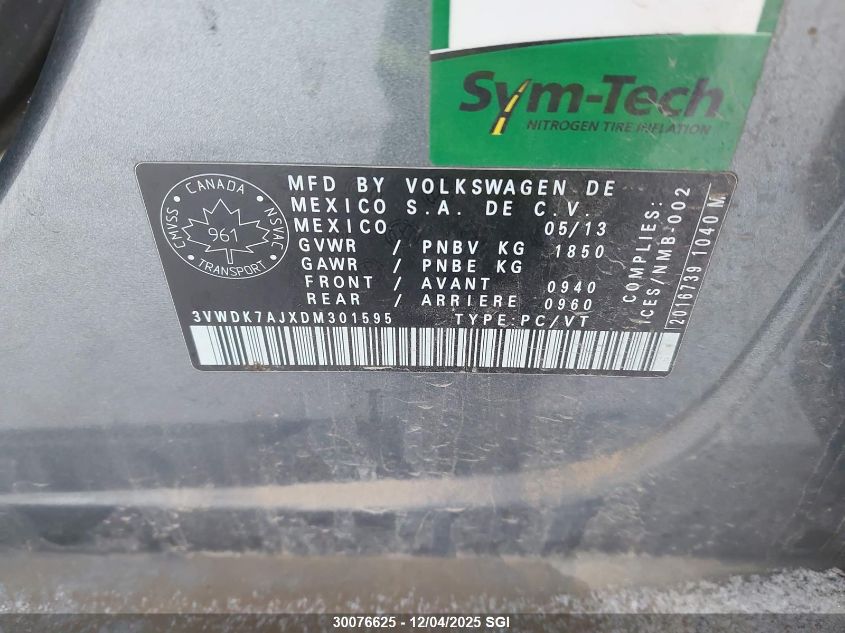 Sym-Tech
NITROGEN TIRE INFLATION
CANADA
CMVSS
NSVAC
961
TRANSPORT
MFD BY VOLKSWAGEN DE
MEXICO S.A. DE C.V.
MEXICO 05/13
GVWR / PNBV KG 1850
GAWR / PNBE KG
FRONT / AVANT 0940
REAR / ARRIERE 0960
3VWDK7AJXDM301595 TYPE:PC/VT
COMPLIES:
ICES/NMB-002
2016739 1040 M
30076625 - 12/04/2025 SGI